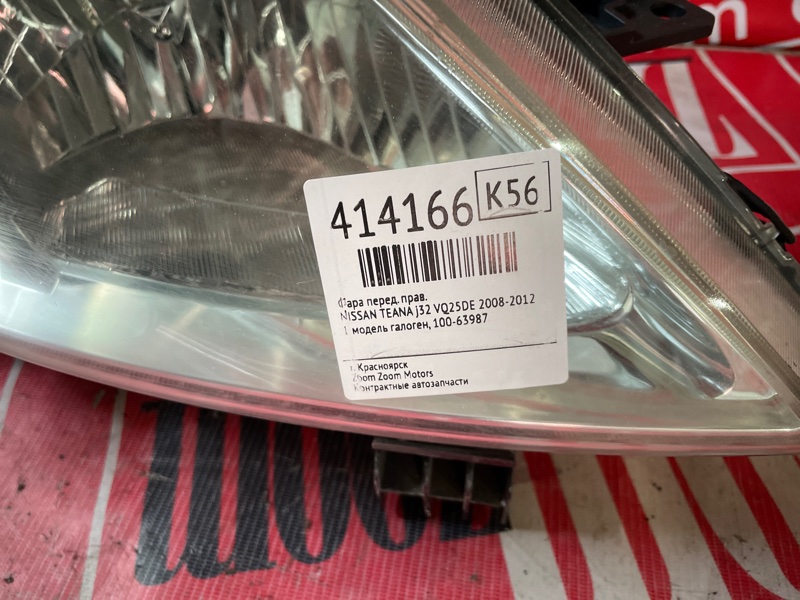 414166 K56
Фара перед. прав.
NISSAN TEANA J32 VQ25DE 2008-2012
1 модель галоген, 100-63987
г. Красноярск
Zoom Zoom Motors
Контрактные автозапчасти